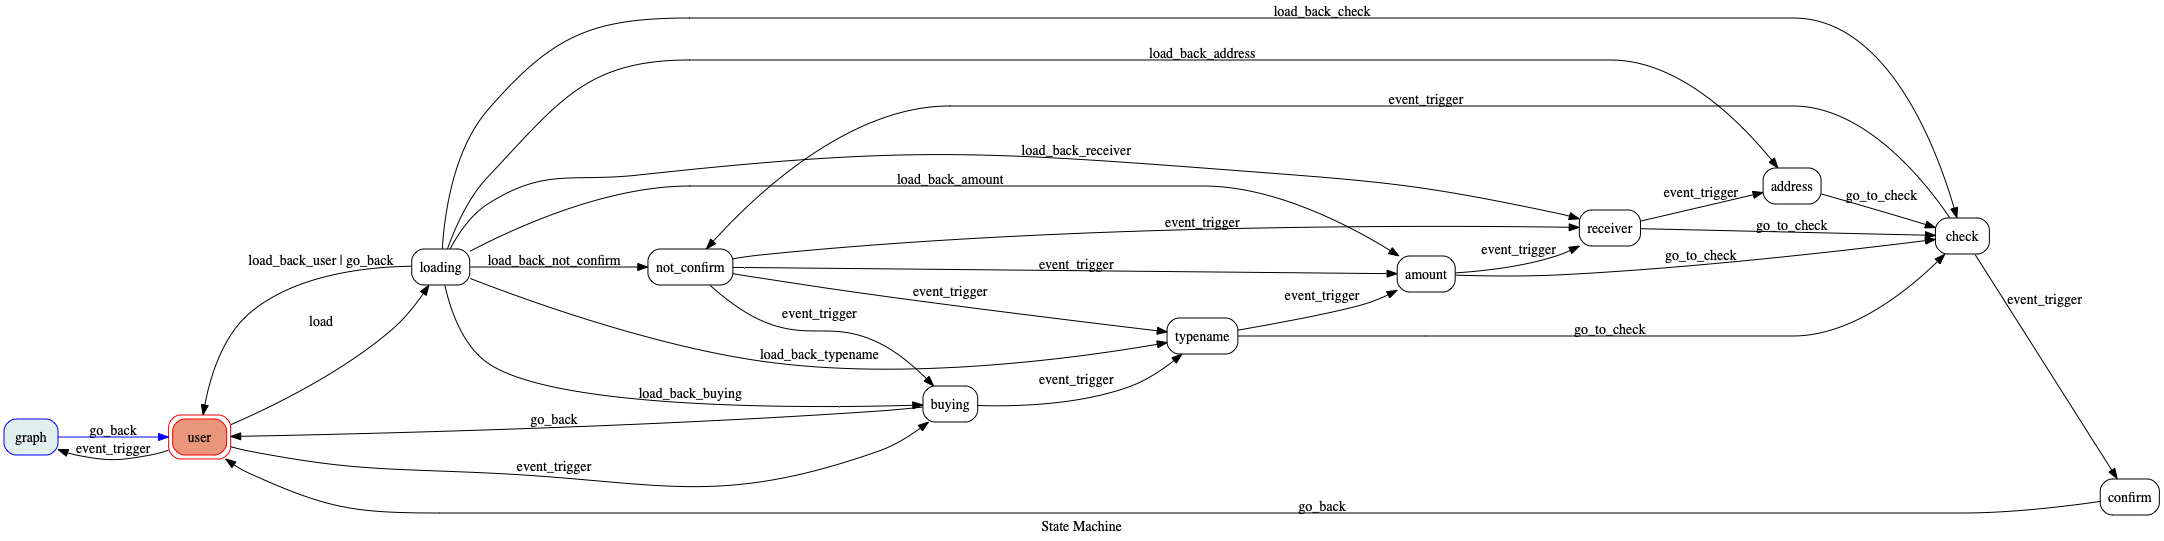 load_back_check
load_back_address
event_trigger
load_back_receiver
load_back_amount
address
event_trigger
go_to_check
event_trigger
receiver
go_to_check
check
load_back_user | go_back
loading
load_back_not_confirm
not_confirm
event_trigger
event_trigger
amount
go_to_check
event_trigger
event_trigger
event_trigger
load
event_trigger
typename
go_to_check
load_back_typename
event_trigger
load_back_buying
buying
graph
go_back
user
go_back
event_trigger
event_trigger
confirm
go_back
State Machine